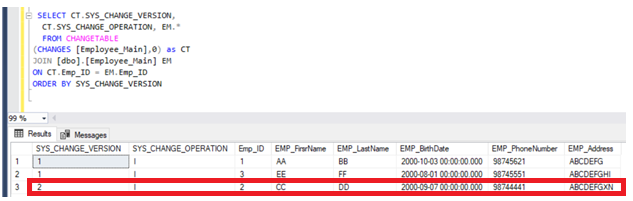 SELECT CT.SYS_CHANGE_VERSION,
CT.SYS_CHANGE_OPERATION, EM.*
FROM CHANGETABLE
(CHANGES [Employee_Main],0) as CT
JOIN [dbo].[Employee_Main] EM
ON CT.Emp_ID = EM.Emp_ID
ORDER BY SYS_CHANGE_VERSION
99 %
Results Messages
SYS_CHANGE_VERSION SYS_CHANGE_OPERATION Emp_ID EMP_FirsrName EMP_LastName EMP_BirthDate EMP_PhoneNumber EMP_Address
1 1 I 1 AA BB 2000-10-03 00:00:00.000 98745621 ABCDEFG
2 1 I 3 EE FF 2000-08-01 00:00:00.000 98745551 ABCDEFGHI
3 2 I 2 CC DD 2000-09-07 00:00:00.000 98744441 ABCDEFGXN